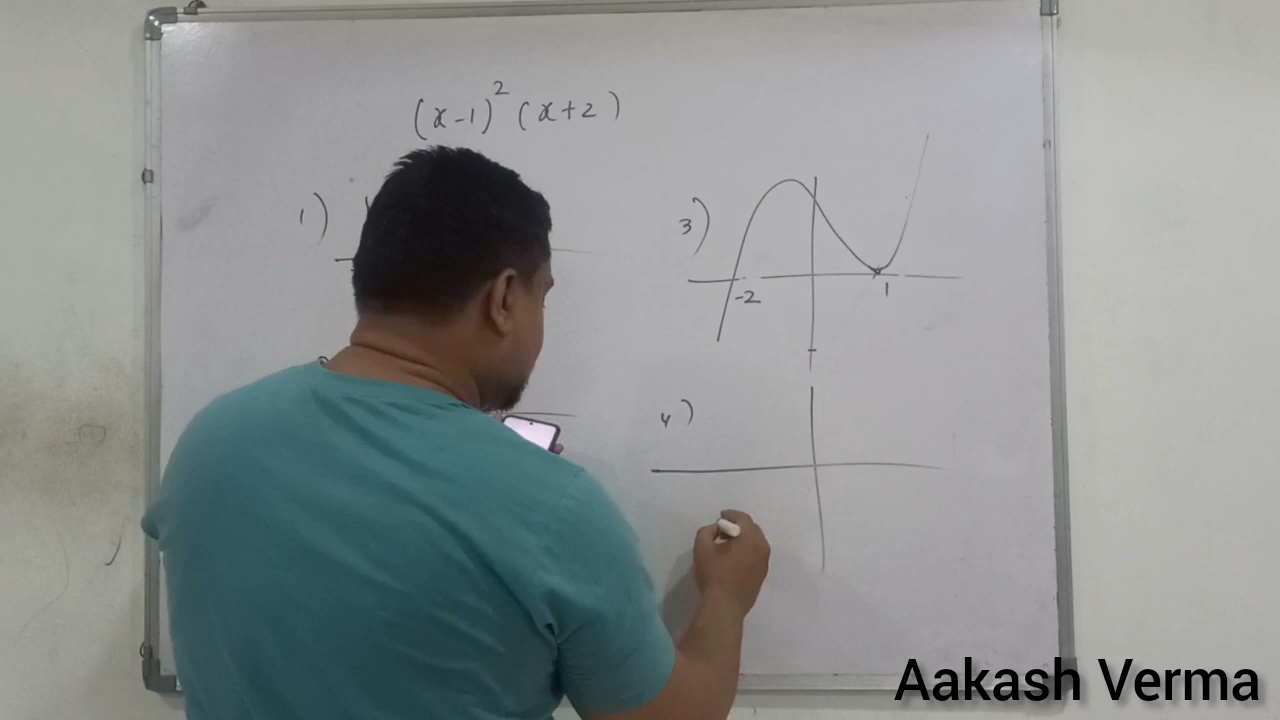 (x-1)² (x+2)
1)
3)
-2
1
4)
Aakash Verma